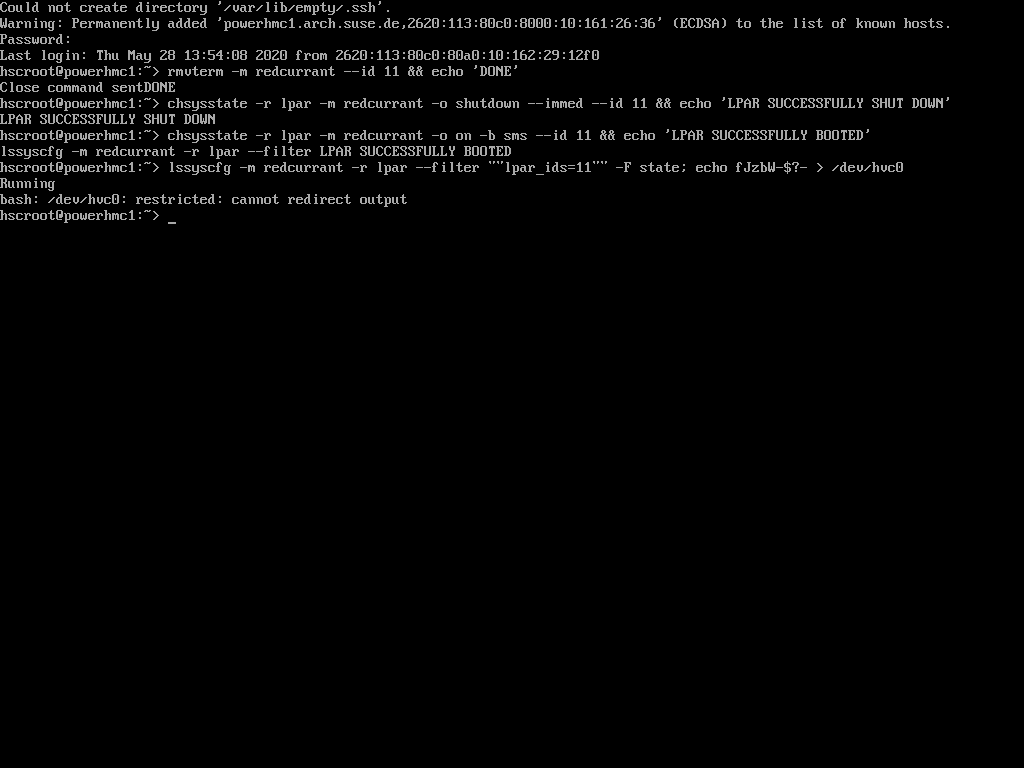 Could not create directory '/var/lib/empty/.ssh'.
Warning: Permanently added 'powerhmc1.arch.suse.de,2620:113:80c0:8000:10:161:26:36' (ECDSA) to the list of known hosts.
Password:
Last login: Thu May 28 13:54:08 2020 from 2620:113:80c0:80a0:10:162:29:12f0
hscroot@powerhmc1:~> rmvterm -m redcurrant --id 11 && echo 'DONE'
Close command sentDONE
hscroot@powerhmc1:~> chsysstate -r lpar -m redcurrant -o shutdown --immed --id 11 && echo 'LPAR SUCCESSFULLY SHUT DOWN'
LPAR SUCCESSFULLY SHUT DOWN
hscroot@powerhmc1:~> chsysstate -r lpar -m redcurrant -o on -b sms --id 11 && echo 'LPAR SUCCESSFULLY BOOTED'
lssyscfg -m redcurrant -r lpar --filter LPAR SUCCESSFULLY BOOTED
hscroot@powerhmc1:~> lssyscfg -m redcurrant -r lpar --filter ""lpar_ids=11"" -F state; echo fJzbW-$?- > /dev/hvc0
Running
bash: /dev/hvc0: restricted: cannot redirect output
hscroot@powerhmc1:~> _